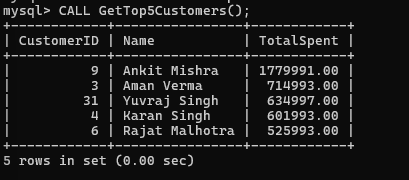 mysql> CALL GetTop5Customers();
+------------+----------------+------------+
| CustomerID | Name           | TotalSpent |
+------------+----------------+------------+
|          9 | Ankit Mishra   | 1779991.00 |
|          3 | Aman Verma     |  714993.00 |
|         31 | Yuvraj Singh   |  634997.00 |
|          4 | Karan Singh    |  601993.00 |
|          6 | Rajat Malhotra |  525993.00 |
+------------+----------------+------------+
5 rows in set (0.00 sec)